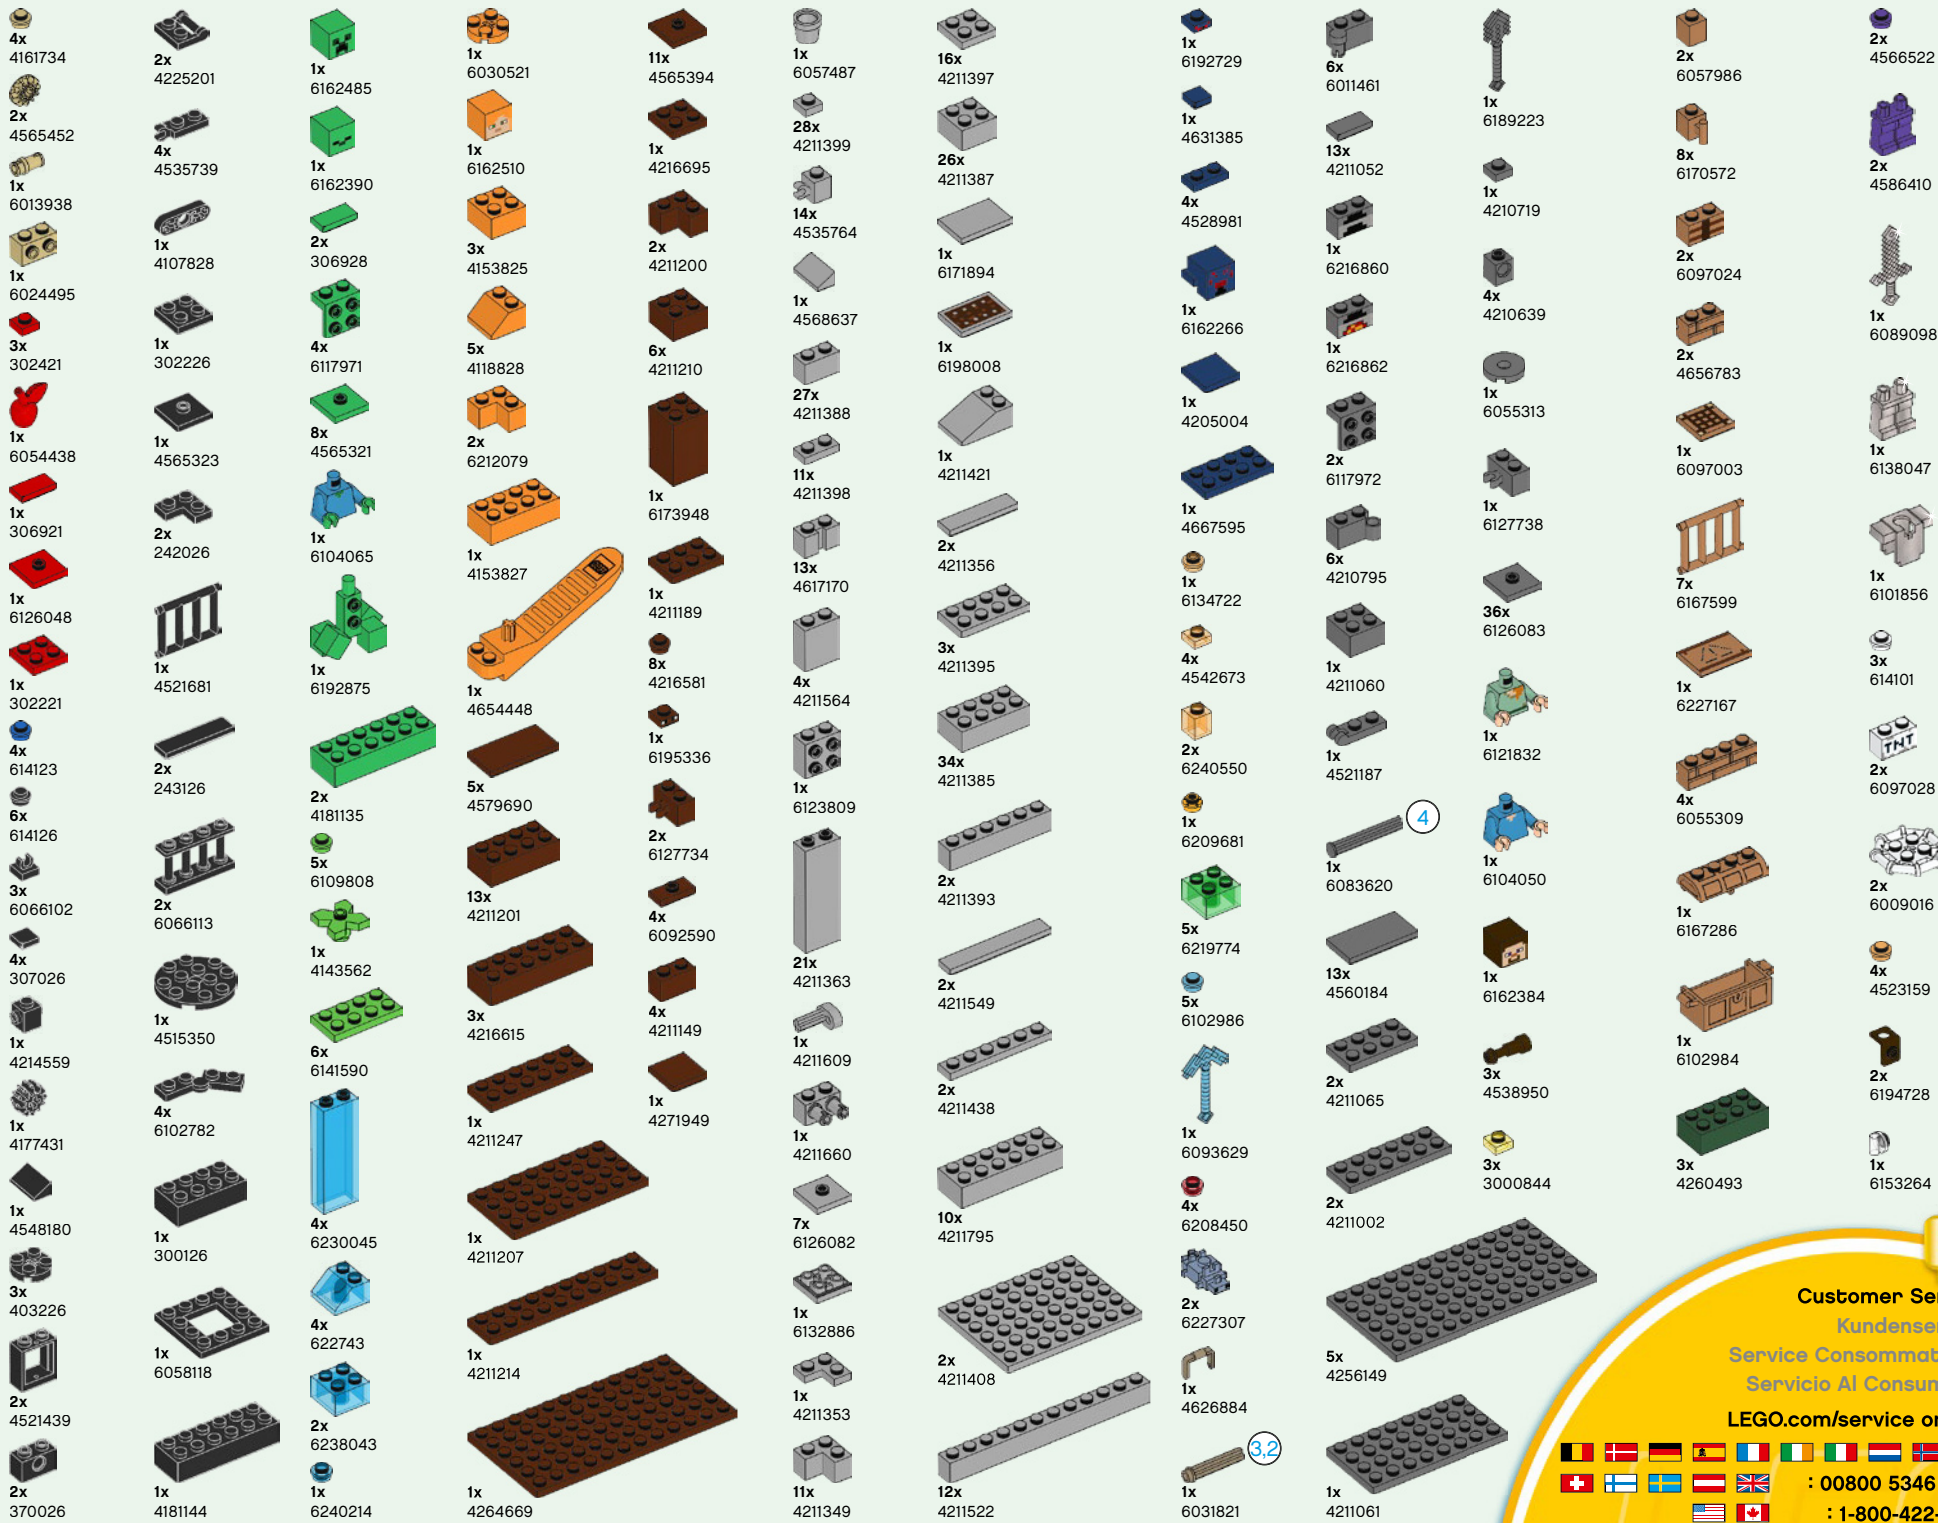 4x
4161734
2x
4565452
1x
6013938
1x
6024495
3x
302421
1x
6054438
1x
306921
1x
6126048
1x
302221
4x
614123
6x
614126
3x
6066102
4x
307026
1x
4214559
1x
4177431
1x
4548180
3x
403226
2x
4521439
2x
370026
2x
4225201
4x
4535739
1x
4107828
1x
302226
1x
4565323
2x
242026
1x
4521681
2x
243126
2x
6066113
1x
4515350
4x
6102782
1x
300126
1x
6058118
1x
4181144
1x
6162485
1x
6162390
2x
306928
4x
6117971
8x
4565321
1x
6104065
1x
6192875
2x
4181135
5x
6109808
1x
4143562
6x
6141590
4x
6230045
4x
622743
2x
6238043
1x
6240214
1x
6030521
1x
6162510
3x
4153825
5x
4118828
2x
6212079
1x
4153827
1x
4654448
5x
4579690
13x
4211201
3x
4216615
1x
4211247
1x
4211207
1x
4211214
1x
4264669
11x
4565394
1x
4216695
2x
4211200
6x
4211210
1x
6173948
1x
4211189
8x
4216581
1x
6195336
2x
6127734
4x
6092590
4x
4211149
1x
4271949
1x
6057487
28x
4211399
14x
4535764
1x
4568637
27x
4211388
11x
4211398
13x
4617170
4x
4211564
1x
6123809
21x
4211363
1x
4211609
1x
4211660
7x
6126082
1x
6132886
1x
4211353
11x
4211349
16x
4211397
26x
4211387
1x
6171894
1x
6198008
1x
4211421
2x
4211356
3x
4211395
34x
4211385
2x
4211393
2x
4211549
2x
4211438
10x
4211795
2x
4211408
12x
4211522
1x
6192729
1x
4631385
4x
4528981
1x
6162266
1x
4205004
1x
4667595
1x
6134722
4x
4542673
2x
6240550
1x
6209681
5x
6219774
5x
6102986
1x
6093629
4x
6208450
2x
6227307
1x
4626884
3,2
1x
6031821
6x
6011461
13x
4211052
1x
6216860
1x
6216862
2x
6117972
6x
4210795
1x
4211060
1x
4521187
4
1x
6083620
13x
4560184
2x
4211065
2x
4211002
5x
4256149
1x
4211061
1x
6189223
1x
4210719
4x
4210639
1x
6055313
1x
6127738
36x
6126083
1x
6121832
1x
6104050
1x
6162384
3x
4538950
3x
3000844
2x
6057986
8x
6170572
2x
6097024
2x
4656783
1x
6097003
7x
6167599
1x
6227167
4x
6055309
1x
6167286
1x
6102984
3x
4260493
2x
4566522
2x
4586410
1x
6089098
1x
6138047
1x
6101856
3x
614101
TNT
2x
6097028
2x
6009016
4x
4523159
2x
6194728
1x
6153264
Customer Se
Kundense
Service Consommat
Servicio Al Consum
LEGO.com/service o
: 00800 5346
: 1-800-422-